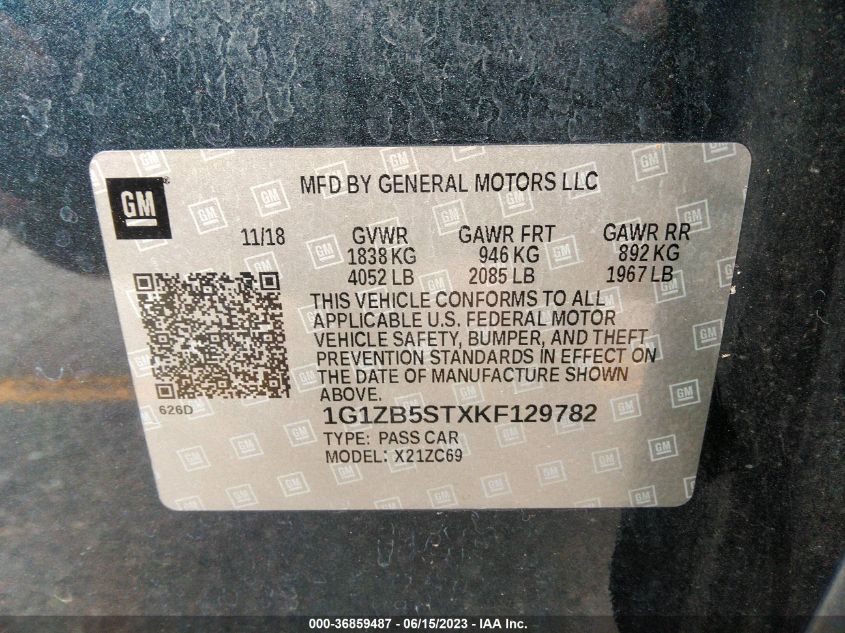 GM
MFD BY GENERAL MOTORS LLC
11/18 GVWR GAWR FRT GAWR RR
1838 KG 946 KG 892 KG
4052 LB 2085 LB 1967 LB
THIS VEHICLE CONFORMS TO ALL
APPLICABLE U.S. FEDERAL MOTOR
VEHICLE SAFETY, BUMPER, AND THEFT
PREVENTION STANDARDS IN EFFECT ON
THE DATE OF MANUFACTURE SHOWN
ABOVE.
626D
1G1ZB5STXKF129782
TYPE: PASS CAR
MODEL: X21ZC69
000-36859487 - 06/15/2023 - IAA Inc.